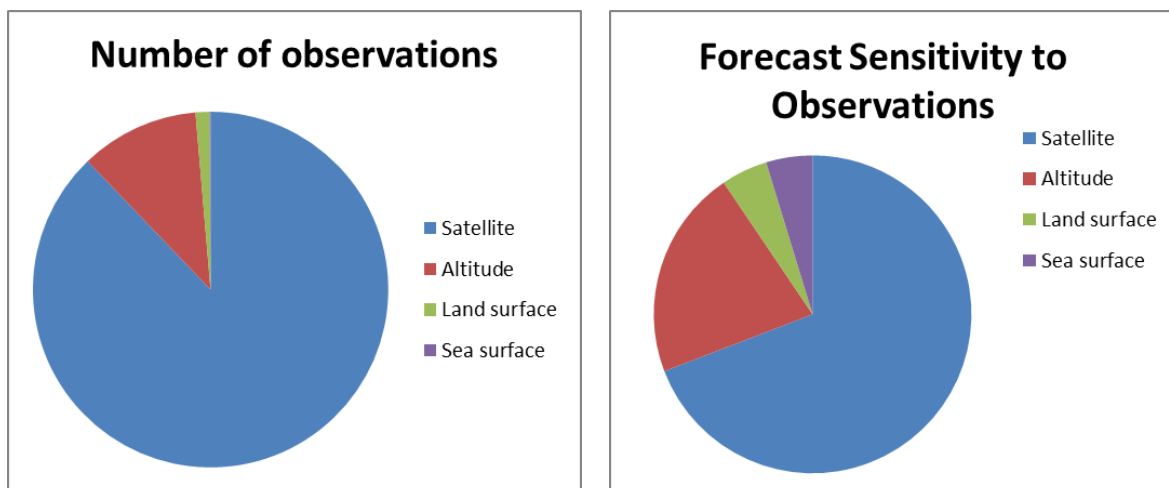 Number of observations
Satellite
Altitude
Land surface
Sea surface
Forecast Sensitivity to
Observations
Satellite
Altitude
Land surface
Sea surface